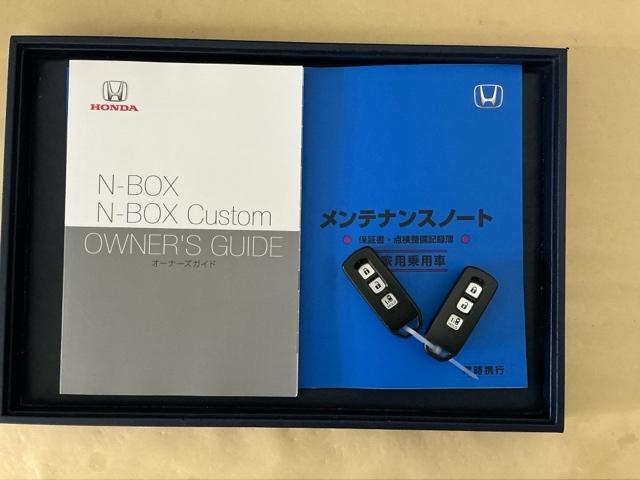 HONDA
N-BOX
N-BOX Custom
OWNER'S GUIDE
オーナーズガイド
メンテナンスノート
保証書・点検整備記録簿
家用乗用車
時携行